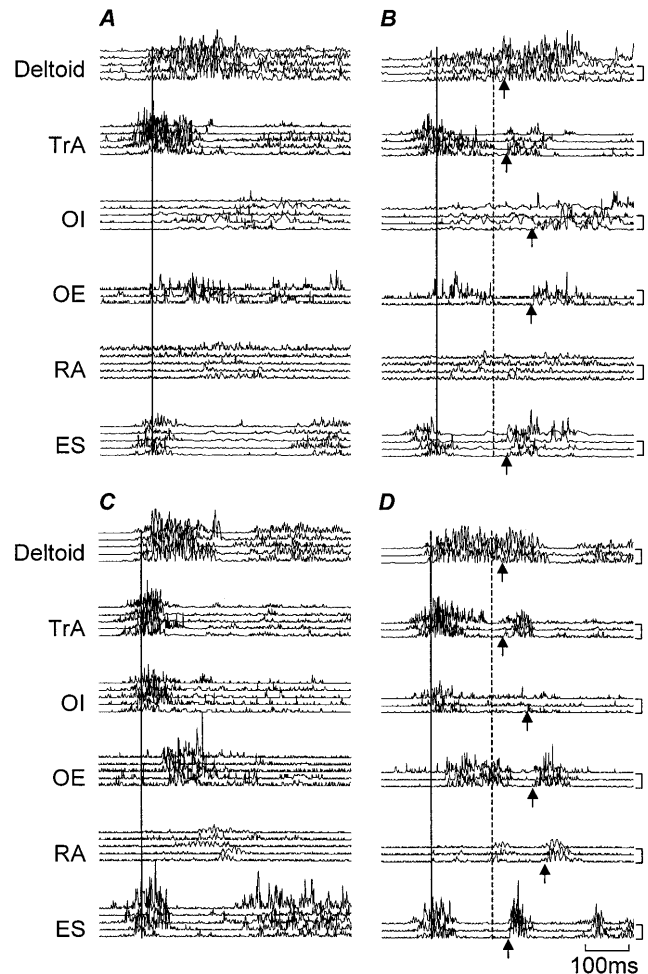 A B
Deltoid
TrA
OI
OE
RA
ES
C D
Deltoid
TrA
OI
OE
RA
ES
100ms